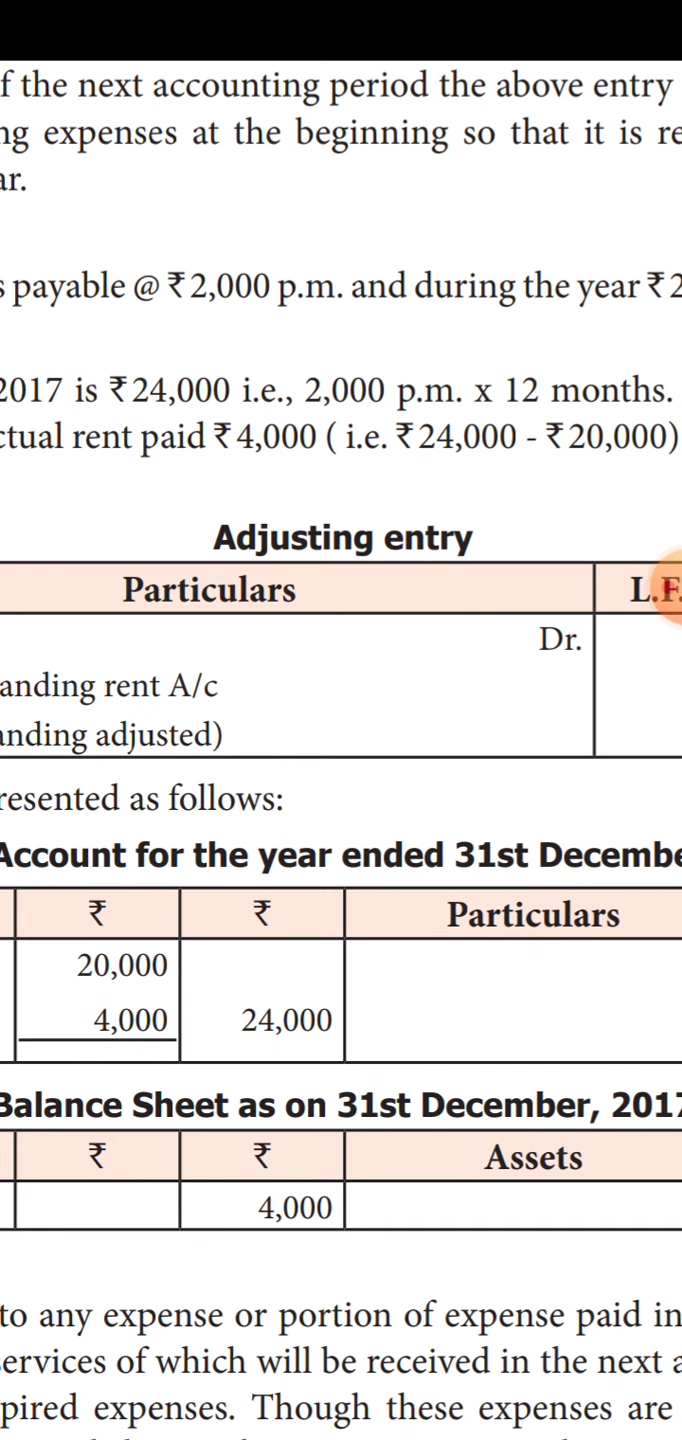 f the next accounting period the above entry
ng expenses at the beginning so that it is re
ar.
s payable @ ₹ 2,000 p.m. and during the year ₹ 2
2017 is ₹ 24,000 i.e., 2,000 p.m. x 12 months.
ctual rent paid ₹ 4,000 ( i.e. ₹ 24,000 - ₹ 20,000)
Adjusting entry
Particulars L.F.
Dr.
anding rent A/c
anding adjusted)
resented as follows:
Account for the year ended 31st Decembe
₹ ₹ Particulars
20,000
4,000 24,000
Balance Sheet as on 31st December, 2017
₹ ₹ Assets
4,000
to any expense or portion of expense paid in
services of which will be received in the next a
pired expenses. Though these expenses are